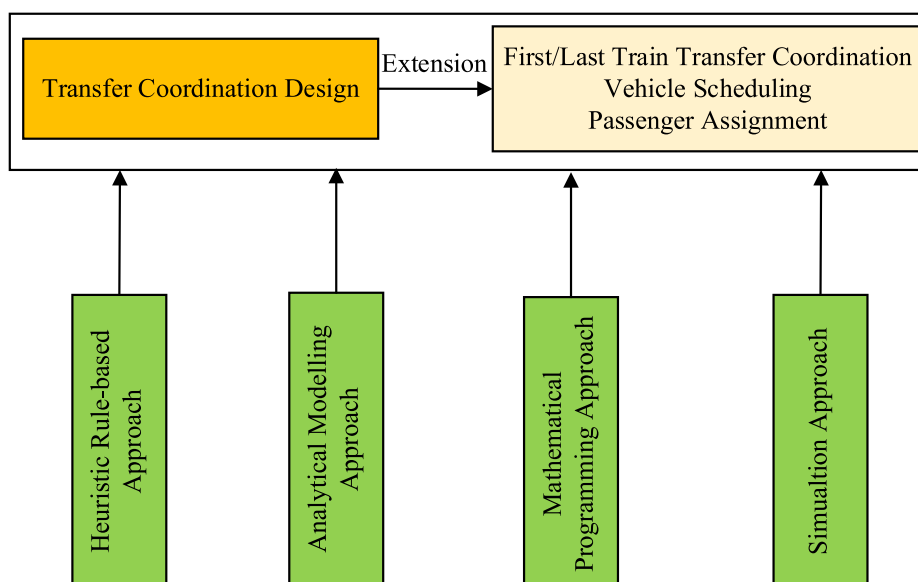 Transfer Coordination Design
Extension
First/Last Train Transfer Coordination
Vehicle Scheduling
Passenger Assignment
Heuristic Rule-based
Approach
Analytical Modelling
Approach
Mathematical
Programming Approach
Simualtion Approach